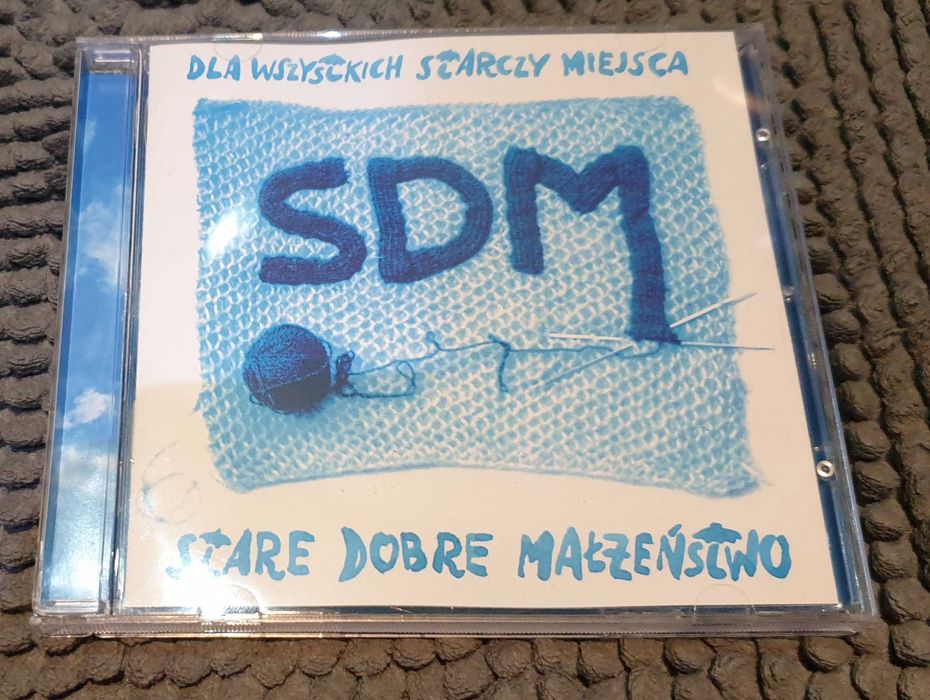 DLA WSZYSTKICH STARCZY MIEJSCA
SDM
STARE DOBRE MAŁŻEŃSTWO